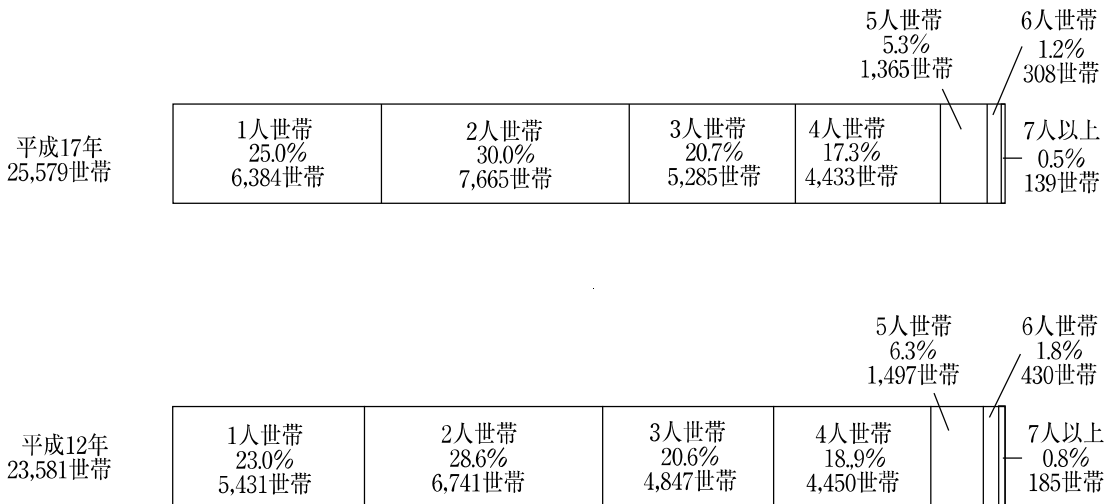 5人世帯
5.3%
1,365世帯
6人世帯
1.2%
308世帯
平成17年
25,579世帯
1人世帯
25.0%
6,384世帯
2人世帯
30.0%
7,665世帯
3人世帯
20.7%
5,285世帯
4人世帯
17.3%
4,433世帯
7人以上
0.5%
139世帯
5人世帯
6.3%
1,497世帯
6人世帯
1.8%
430世帯
平成12年
23,581世帯
1人世帯
23.0%
5,431世帯
2人世帯
28.6%
6,741世帯
3人世帯
20.6%
4,847世帯
4人世帯
18.,9%
4,450世帯
7人以上
0.8%
185世帯